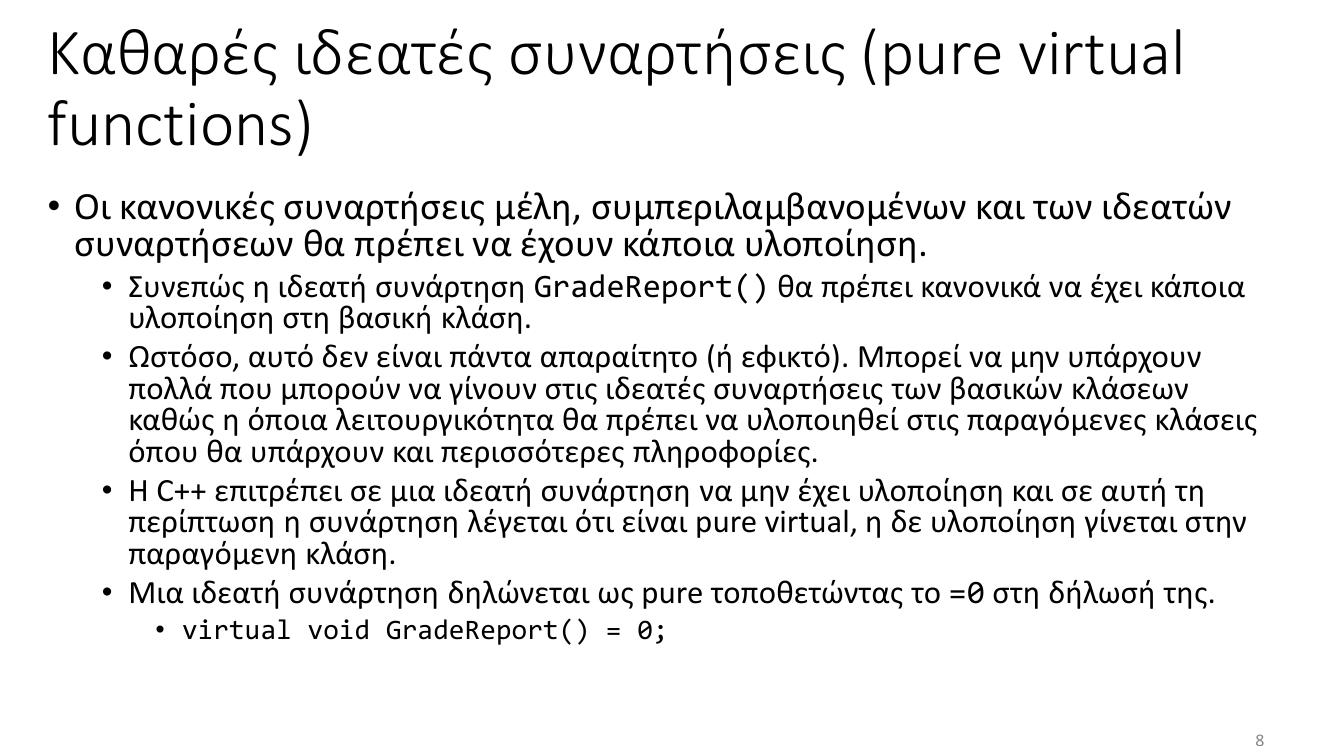 Καθαρές ιδεατές συναρτήσεις (pure virtual
functions)
• Οι κανονικές συναρτήσεις μέλη, συμπεριλαμβανομένων και των ιδεατών
συναρτήσεων θα πρέπει να έχουν κάποια υλοποίηση.
• Συνεπώς η ιδεατή συνάρτηση GradeReport() θα πρέπει κανονικά να έχει κάποια
υλοποίηση στη βασική κλάση.
• Ωστόσο, αυτό δεν είναι πάντα απαραίτητο (ή εφικτό). Μπορεί να μην υπάρχουν
πολλά που μπορούν να γίνουν στις ιδεατές συναρτήσεις των βασικών κλάσεων
καθώς η όποια λειτουργικότητα θα πρέπει να υλοποιηθεί στις παραγόμενες κλάσεις
όπου θα υπάρχουν και περισσότερες πληροφορίες.
• Η C++ επιτρέπει σε μια ιδεατή συνάρτηση να μην έχει υλοποίηση και σε αυτή τη
περίπτωση η συνάρτηση λέγεται ότι είναι pure virtual, η δε υλοποίηση γίνεται στην
παραγόμενη κλάση.
• Μια ιδεατή συνάρτηση δηλώνεται ως pure τοποθετώντας το =0 στη δήλωσή της.
• virtual void GradeReport() = 0;
8